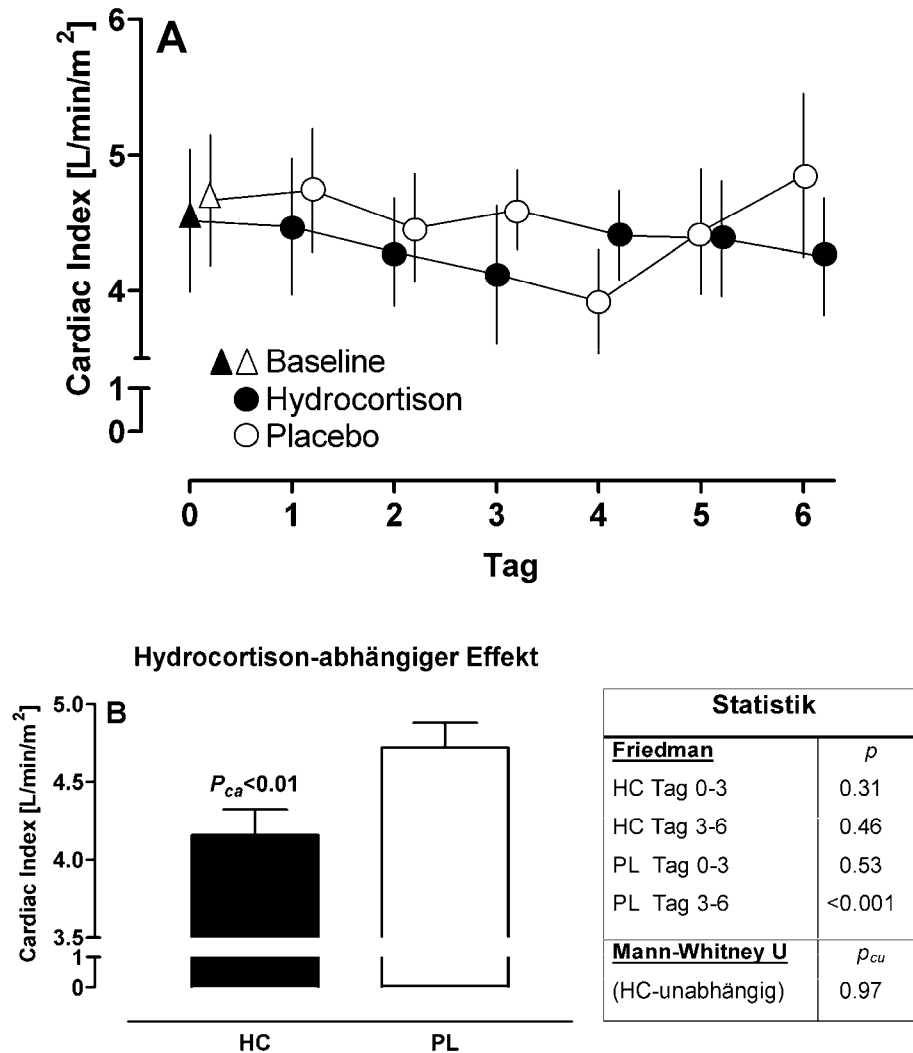 A
Cardiac Index [L/min/m²]
6
5
4
1
0
▲△ Baseline
● Hydrocortison
○ Placebo
0 1 2 3 4 5 6
Tag
Hydrocortison-abhängiger Effekt
B
Cardiac Index [L/min/m²]
5.0
4.5
4.0
3.5
1
0
P_ca<0.01
HC PL
Statistik
Friedman p
HC Tag 0-3 0.31
HC Tag 3-6 0.46
PL Tag 0-3 0.53
PL Tag 3-6 <0.001
Mann-Whitney U p_cu
(HC-unabhängig) 0.97